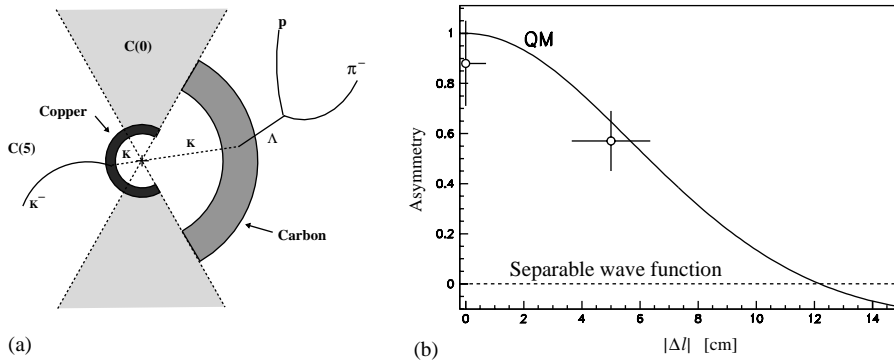 C(0)
p
π−
Copper
K
Λ
C(5)
K
K−
Carbon
(a)
Asymmetry
1
0.8
0.6
0.4
0.2
0
QM
Separable wave function
0 2 4 6 8 10 12 14
|Δl| [cm]
(b)